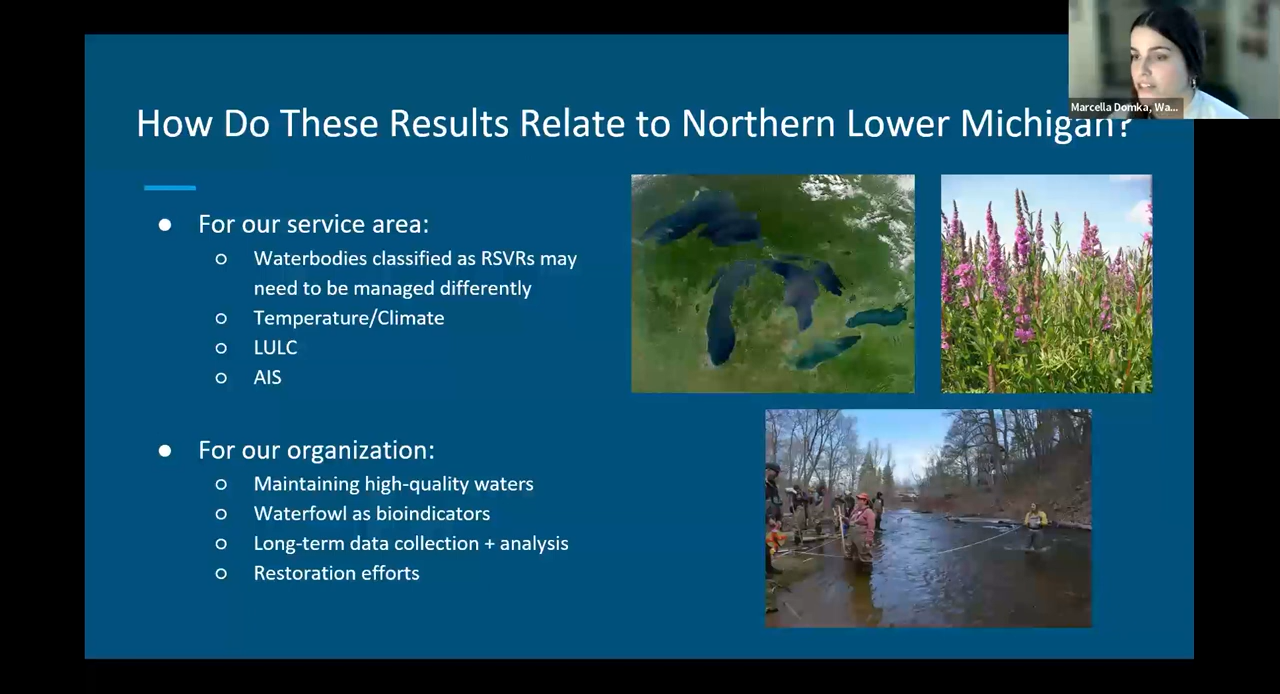 Marcella Domka, Wa...
How Do These Results Relate to Northern Lower Michigan?
● For our service area:
○ Waterbodies classified as RSVRs may
need to be managed differently
○ Temperature/Climate
○ LULC
○ AIS
● For our organization:
○ Maintaining high-quality waters
○ Waterfowl as bioindicators
○ Long-term data collection + analysis
○ Restoration efforts